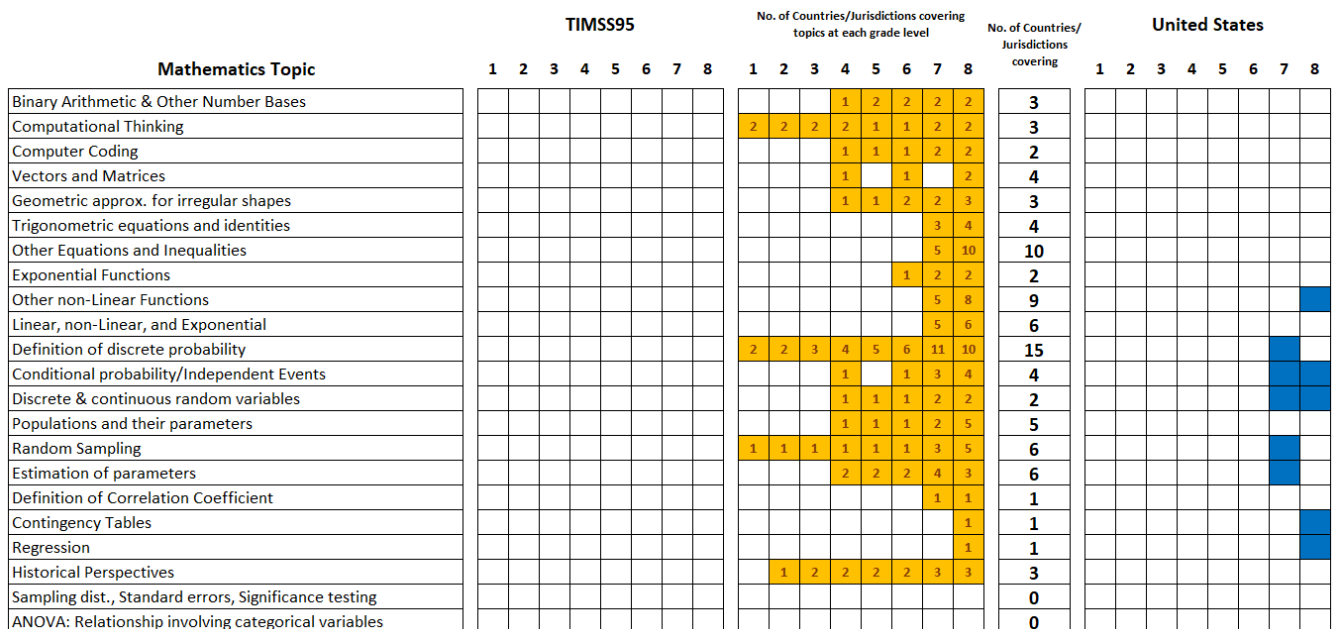 TIMSS95
No. of Countries/Jurisdictions covering
topics at each grade level
No. of Countries/
Jurisdictions
covering
United States
Mathematics Topic 1 2 3 4 5 6 7 8 1 2 3 4 5 6 7 8 1 2 3 4 5 6 7 8
Binary Arithmetic & Other Number Bases 1 2 2 2 2 3
Computational Thinking 2 2 2 2 1 1 2 2 3
Computer Coding 1 1 1 2 2 2
Vectors and Matrices 1 1 2 4
Geometric approx. for irregular shapes 1 1 2 2 3 3
Trigonometric equations and identities 3 4 4
Other Equations and Inequalities 5 10 10
Exponential Functions 1 2 2 2
Other non-Linear Functions 5 8 9
Linear, non-Linear, and Exponential 5 6 6
Definition of discrete probability 2 2 3 4 5 6 11 10 15
Conditional probability/Independent Events 1 1 3 4 4
Discrete & continuous random variables 1 1 1 2 2 2
Populations and their parameters 1 1 1 2 5 5
Random Sampling 1 1 1 1 1 1 3 5 6
Estimation of parameters 2 2 2 4 3 6
Definition of Correlation Coefficient 1 1 1
Contingency Tables 1 1
Regression 1 1
Historical Perspectives 1 2 2 2 2 3 3 3
Sampling dist., Standard errors, Significance testing 0
ANOVA: Relationship involving categorical variables 0